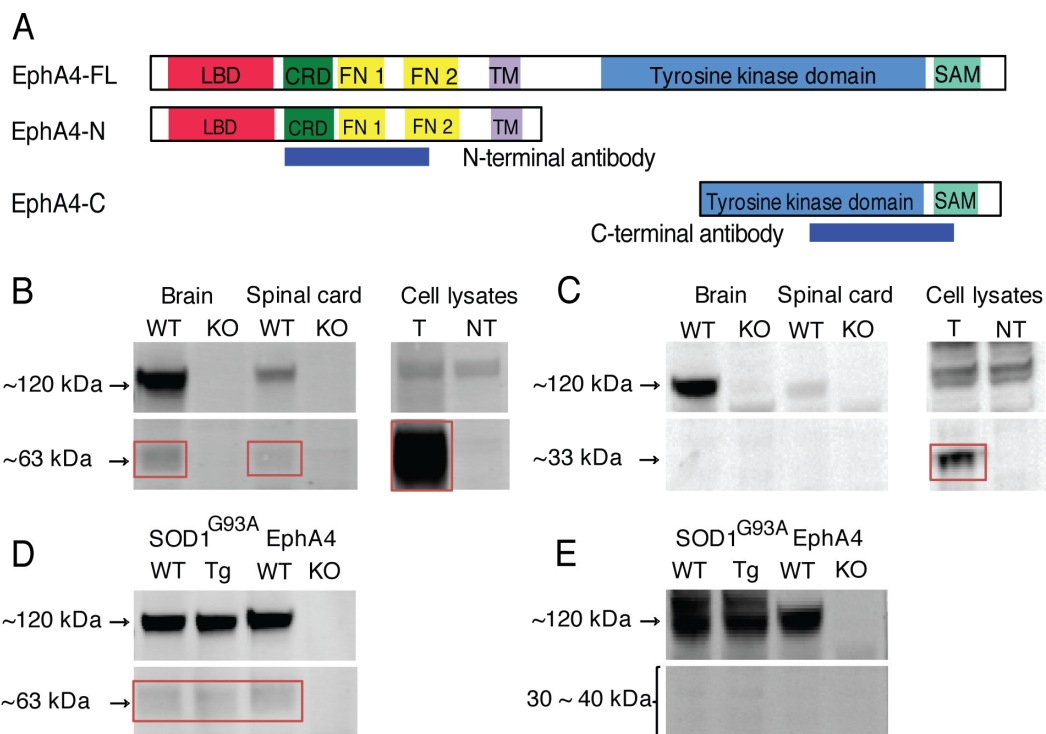 A
EphA4-FL LBD CRD FN 1 FN 2 TM Tyrosine kinase domain SAM
EphA4-N LBD CRD FN 1 FN 2 TM
N-terminal antibody
EphA4-C Tyrosine kinase domain SAM
C-terminal antibody
B
Brain Spinal card Cell lysates
WT KO WT KO T NT
~120 kDa →
~63 kDa →
C
Brain Spinal card Cell lysates
WT KO WT KO T NT
~120 kDa →
~33 kDa →
D
SOD1G93A EphA4
WT Tg WT KO
~120 kDa →
~63 kDa →
E
SOD1G93A EphA4
WT Tg WT KO
~120 kDa →
30 ~ 40 kDa